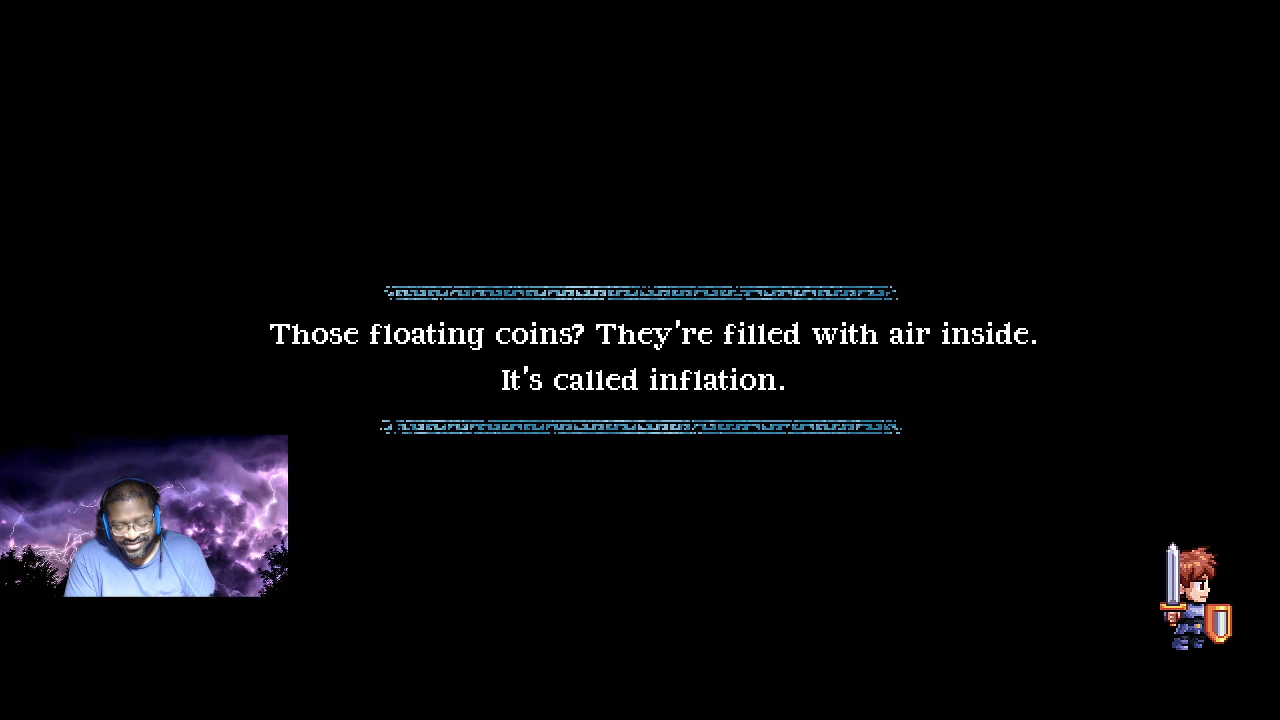 Those floating coins? They're filled with air inside.
It's called inflation.